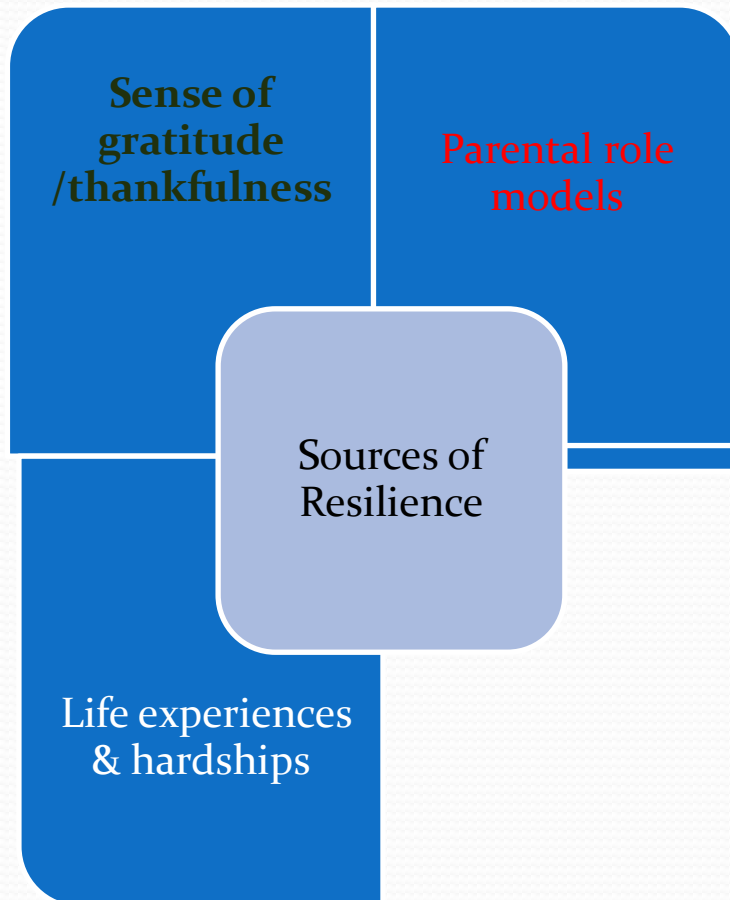 Sense of
gratitude
/thankfulness
Parental role
models
Sources of
Resilience
Life experiences
& hardships